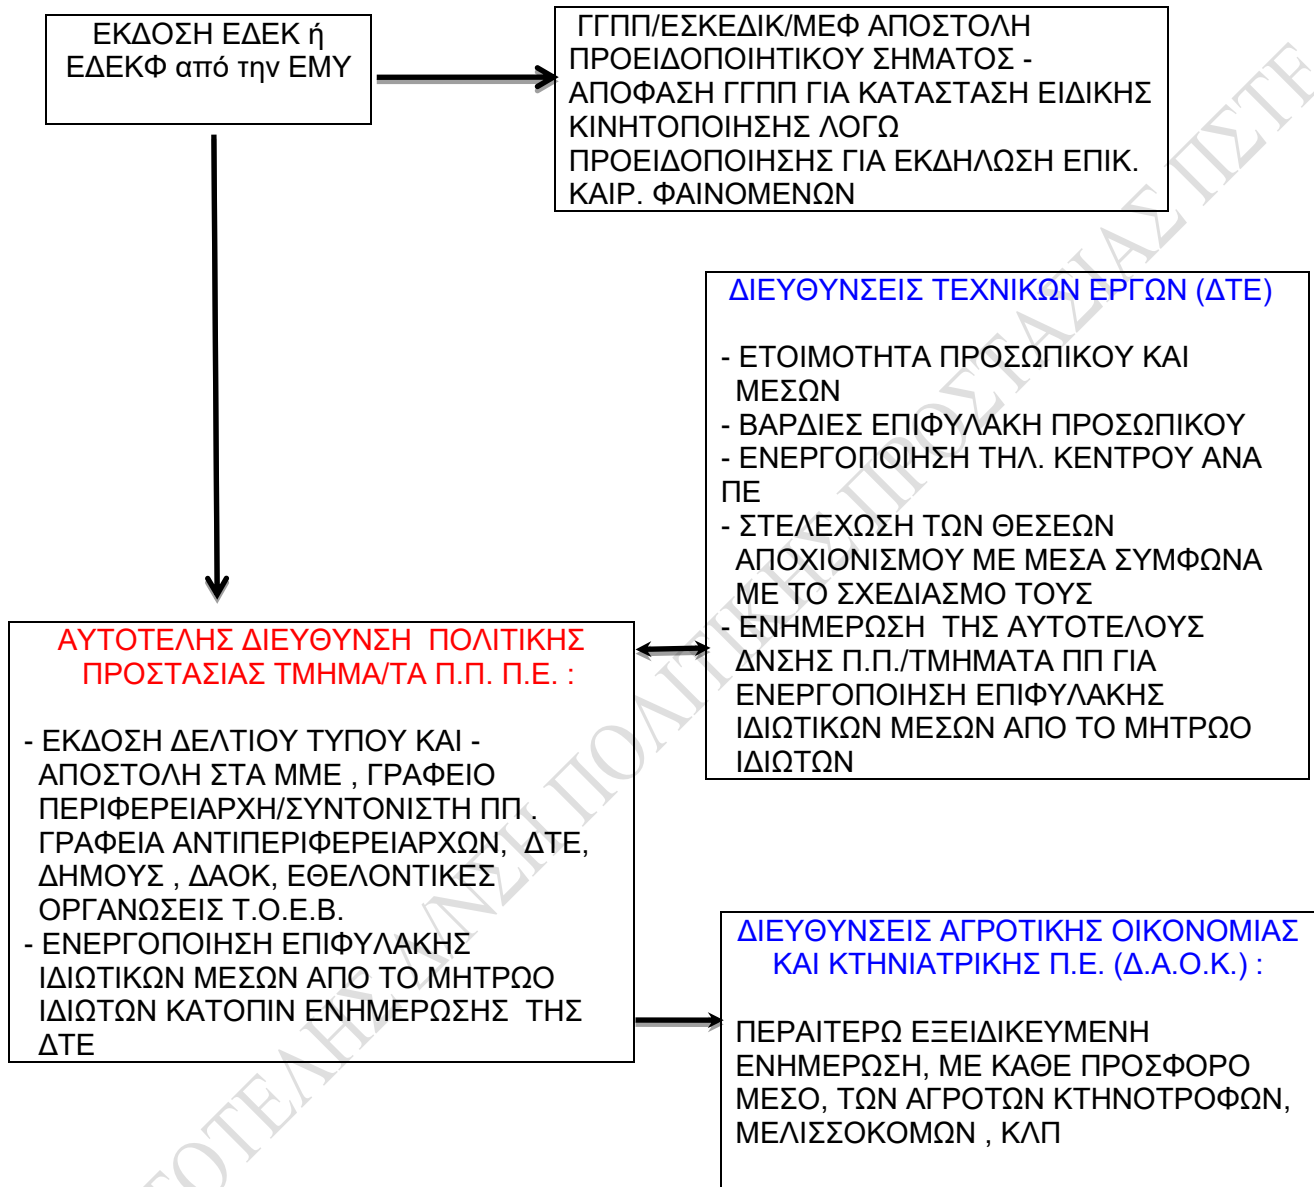 ΕΚΔΟΣΗ ΕΔΕΚ ή
ΕΔΕΚΦ από την ΕΜΥ
ΓΓΠΠ/ΕΣΚΕΔΙΚ/ΜΕΦ ΑΠΟΣΤΟΛΗ
ΠΡΟΕΙΔΟΠΟΙΗΤΙΚΟΥ ΣΗΜΑΤΟΣ -
ΑΠΟΦΑΣΗ ΓΓΠΠ ΓΙΑ ΚΑΤΑΣΤΑΣΗ ΕΙΔΙΚΗΣ
ΚΙΝΗΤΟΠΟΙΗΣΗΣ ΛΟΓΩ
ΠΡΟΕΙΔΟΠΟΙΗΣΗΣ ΓΙΑ ΕΚΔΗΛΩΣΗ ΕΠΙΚ.
ΚΑΙΡ. ΦΑΙΝΟΜΕΝΩΝ
ΔΙΕΥΘΥΝΣΕΙΣ ΤΕΧΝΙΚΩΝ ΕΡΓΩΝ (ΔΤΕ)
- ΕΤΟΙΜΟΤΗΤΑ ΠΡΟΣΩΠΙΚΟΥ ΚΑΙ
ΜΕΣΩΝ
- ΒΑΡΔΙΕΣ ΕΠΙΦΥΛΑΚΗ ΠΡΟΣΩΠΙΚΟΥ
- ΕΝΕΡΓΟΠΟΙΗΣΗ ΤΗΛ. ΚΕΝΤΡΟΥ ΑΝΑ
ΠΕ
- ΣΤΕΛΕΧΩΣΗ ΤΩΝ ΘΕΣΕΩΝ
ΑΠΟΧΙΟΝΙΣΜΟΥ ΜΕ ΜΕΣΑ ΣΥΜΦΩΝΑ
ΜΕ ΤΟ ΣΧΕΔΙΑΣΜΟ ΤΟΥΣ
- ΕΝΗΜΕΡΩΣΗ ΤΗΣ ΑΥΤΟΤΕΛΟΥΣ
ΔΝΣΗΣ Π.Π./ΤΜΗΜΑΤΑ ΠΠ ΓΙΑ
ΕΝΕΡΓΟΠΟΙΗΣΗ ΕΠΙΦΥΛΑΚΗΣ
ΙΔΙΩΤΙΚΩΝ ΜΕΣΩΝ ΑΠΟ ΤΟ ΜΗΤΡΩΟ
ΙΔΙΩΤΩΝ
ΑΥΤΟΤΕΛΗΣ ΔΙΕΥΘΥΝΣΗ ΠΟΛΙΤΙΚΗΣ
ΠΡΟΣΤΑΣΙΑΣ ΤΜΗΜΑ/ΤΑ Π.Π. Π.Ε. :
- ΕΚΔΟΣΗ ΔΕΛΤΙΟΥ ΤΥΠΟΥ ΚΑΙ -
ΑΠΟΣΤΟΛΗ ΣΤΑ ΜΜΕ , ΓΡΑΦΕΙΟ
ΠΕΡΙΦΕΡΕΙΑΡΧΗ/ΣΥΝΤΟΝΙΣΤΗ ΠΠ .
ΓΡΑΦΕΙΑ ΑΝΤΙΠΕΡΙΦΕΡΕΙΑΡΧΩΝ, ΔΤΕ,
ΔΗΜΟΥΣ , ΔΑΟΚ, ΕΘΕΛΟΝΤΙΚΕΣ
ΟΡΓΑΝΩΣΕΙΣ Τ.Ο.Ε.Β.
- ΕΝΕΡΓΟΠΟΙΗΣΗ ΕΠΙΦΥΛΑΚΗΣ
ΙΔΙΩΤΙΚΩΝ ΜΕΣΩΝ ΑΠΟ ΤΟ ΜΗΤΡΩΟ
ΙΔΙΩΤΩΝ ΚΑΤΟΠΙΝ ΕΝΗΜΕΡΩΣΗΣ ΤΗΣ
ΔΤΕ
ΔΙΕΥΘΥΝΣΕΙΣ ΑΓΡΟΤΙΚΗΣ ΟΙΚΟΝΟΜΙΑΣ
ΚΑΙ ΚΤΗΝΙΑΤΡΙΚΗΣ Π.Ε. (Δ.Α.Ο.Κ.) :
ΠΕΡΑΙΤΕΡΩ ΕΞΕΙΔΙΚΕΥΜΕΝΗ
ΕΝΗΜΕΡΩΣΗ, ΜΕ ΚΑΘΕ ΠΡΟΣΦΟΡΟ
ΜΕΣΟ, ΤΩΝ ΑΓΡΟΤΩΝ ΚΤΗΝΟΤΡΟΦΩΝ,
ΜΕΛΙΣΣΟΚΟΜΩΝ , ΚΛΠ
ΤΟΤΕΛΗΣ Δ/ΝΣΗ ΠΟΛΙΤΙΚΗΣ ΠΡΟΣΤΑΣΙΑΣ ΠΣΤΕ